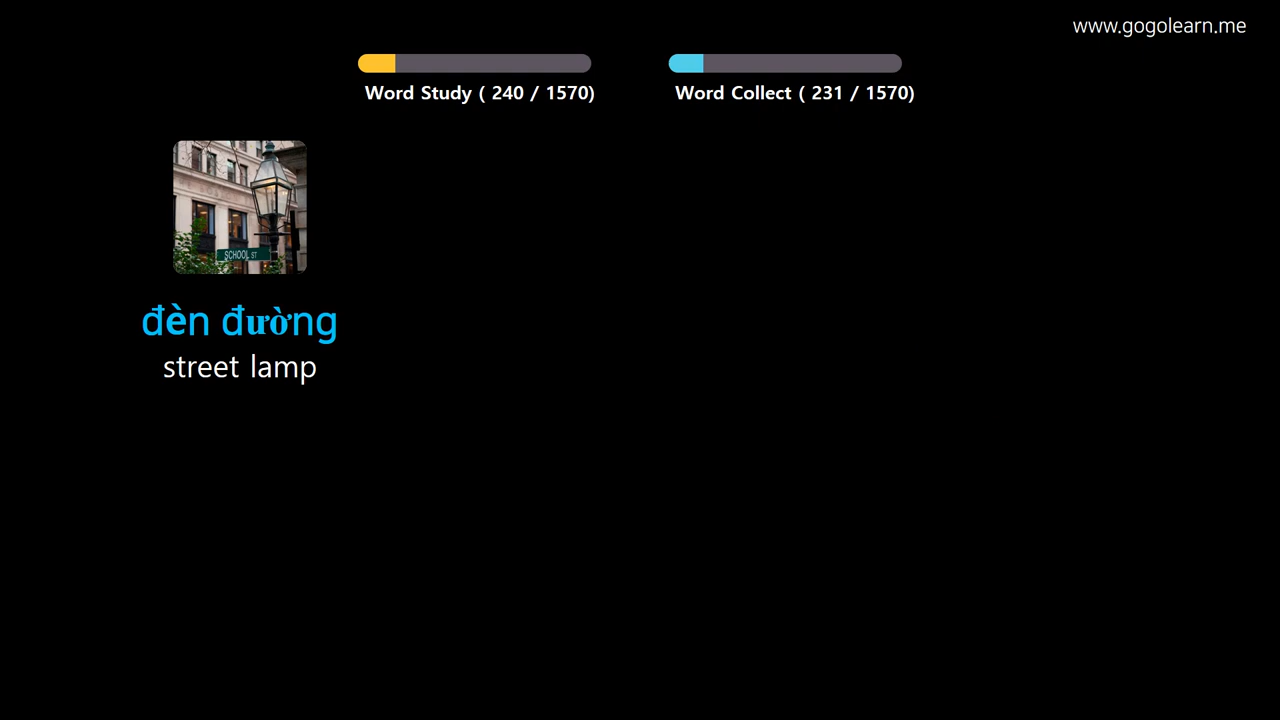 www.gogolearn.me
Word Study ( 240 / 1570)
Word Collect ( 231 / 1570)
SCHOOL ST
đèn đường
street lamp